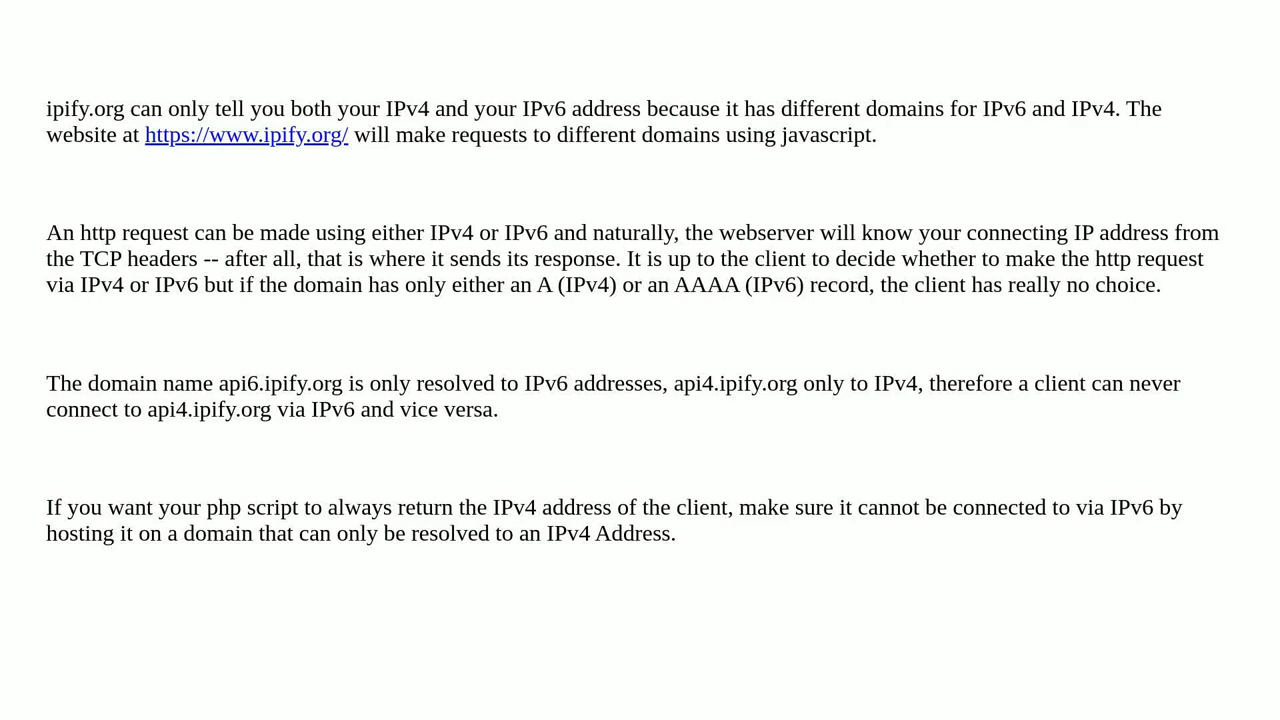 ipify.org can only tell you both your IPv4 and your IPv6 address because it has different domains for IPv6 and IPv4. The
website at https://www.ipify.org/ will make requests to different domains using javascript.
An http request can be made using either IPv4 or IPv6 and naturally, the webserver will know your connecting IP address from
the TCP headers -- after all, that is where it sends its response. It is up to the client to decide whether to make the http request
via IPv4 or IPv6 but if the domain has only either an A (IPv4) or an AAAA (IPv6) record, the client has really no choice.
The domain name api6.ipify.org is only resolved to IPv6 addresses, api4.ipify.org only to IPv4, therefore a client can never
connect to api4.ipify.org via IPv6 and vice versa.
If you want your php script to always return the IPv4 address of the client, make sure it cannot be connected to via IPv6 by
hosting it on a domain that can only be resolved to an IPv4 Address.